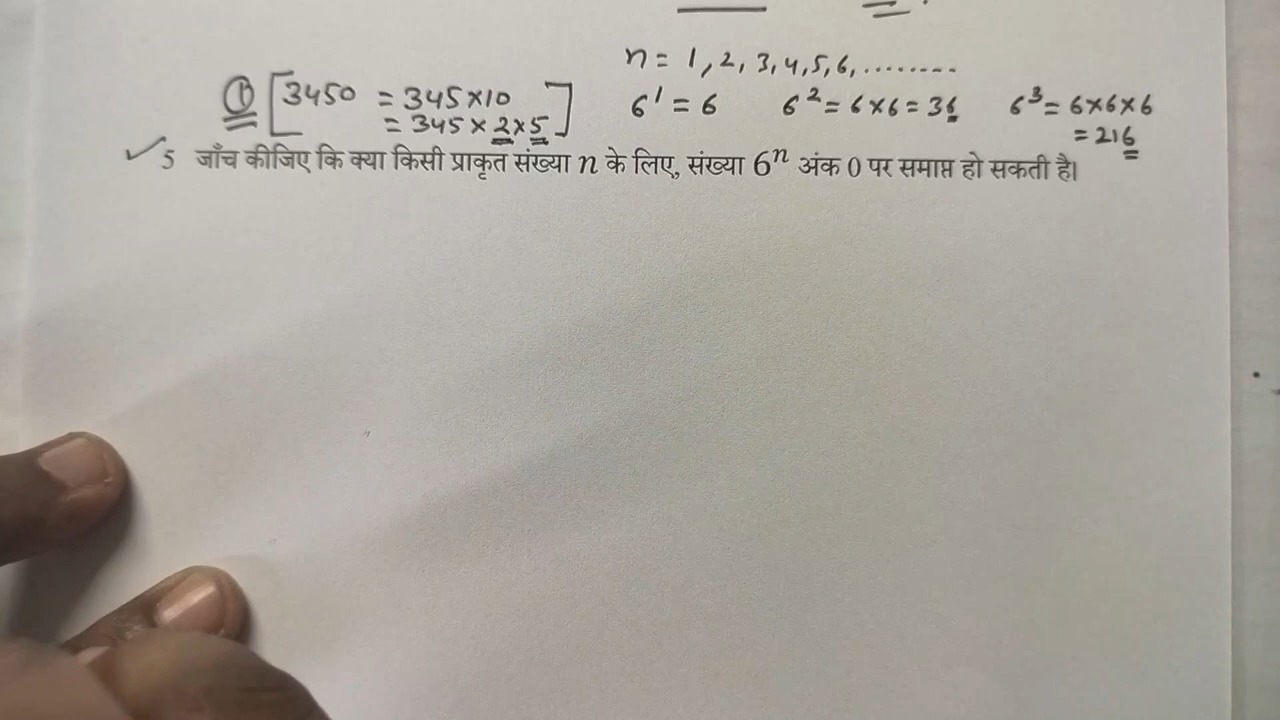 n = 1, 2, 3, 4, 5, 6, ........
① [3450 = 345×10
= 345×2×5]
6¹ = 6 6² = 6×6 = 36 6³ = 6×6×6
= 216
✓5 जाँच कीजिए कि क्या किसी प्राकृत संख्या n के लिए, संख्या 6ⁿ अंक 0 पर समाप्त हो सकती है।